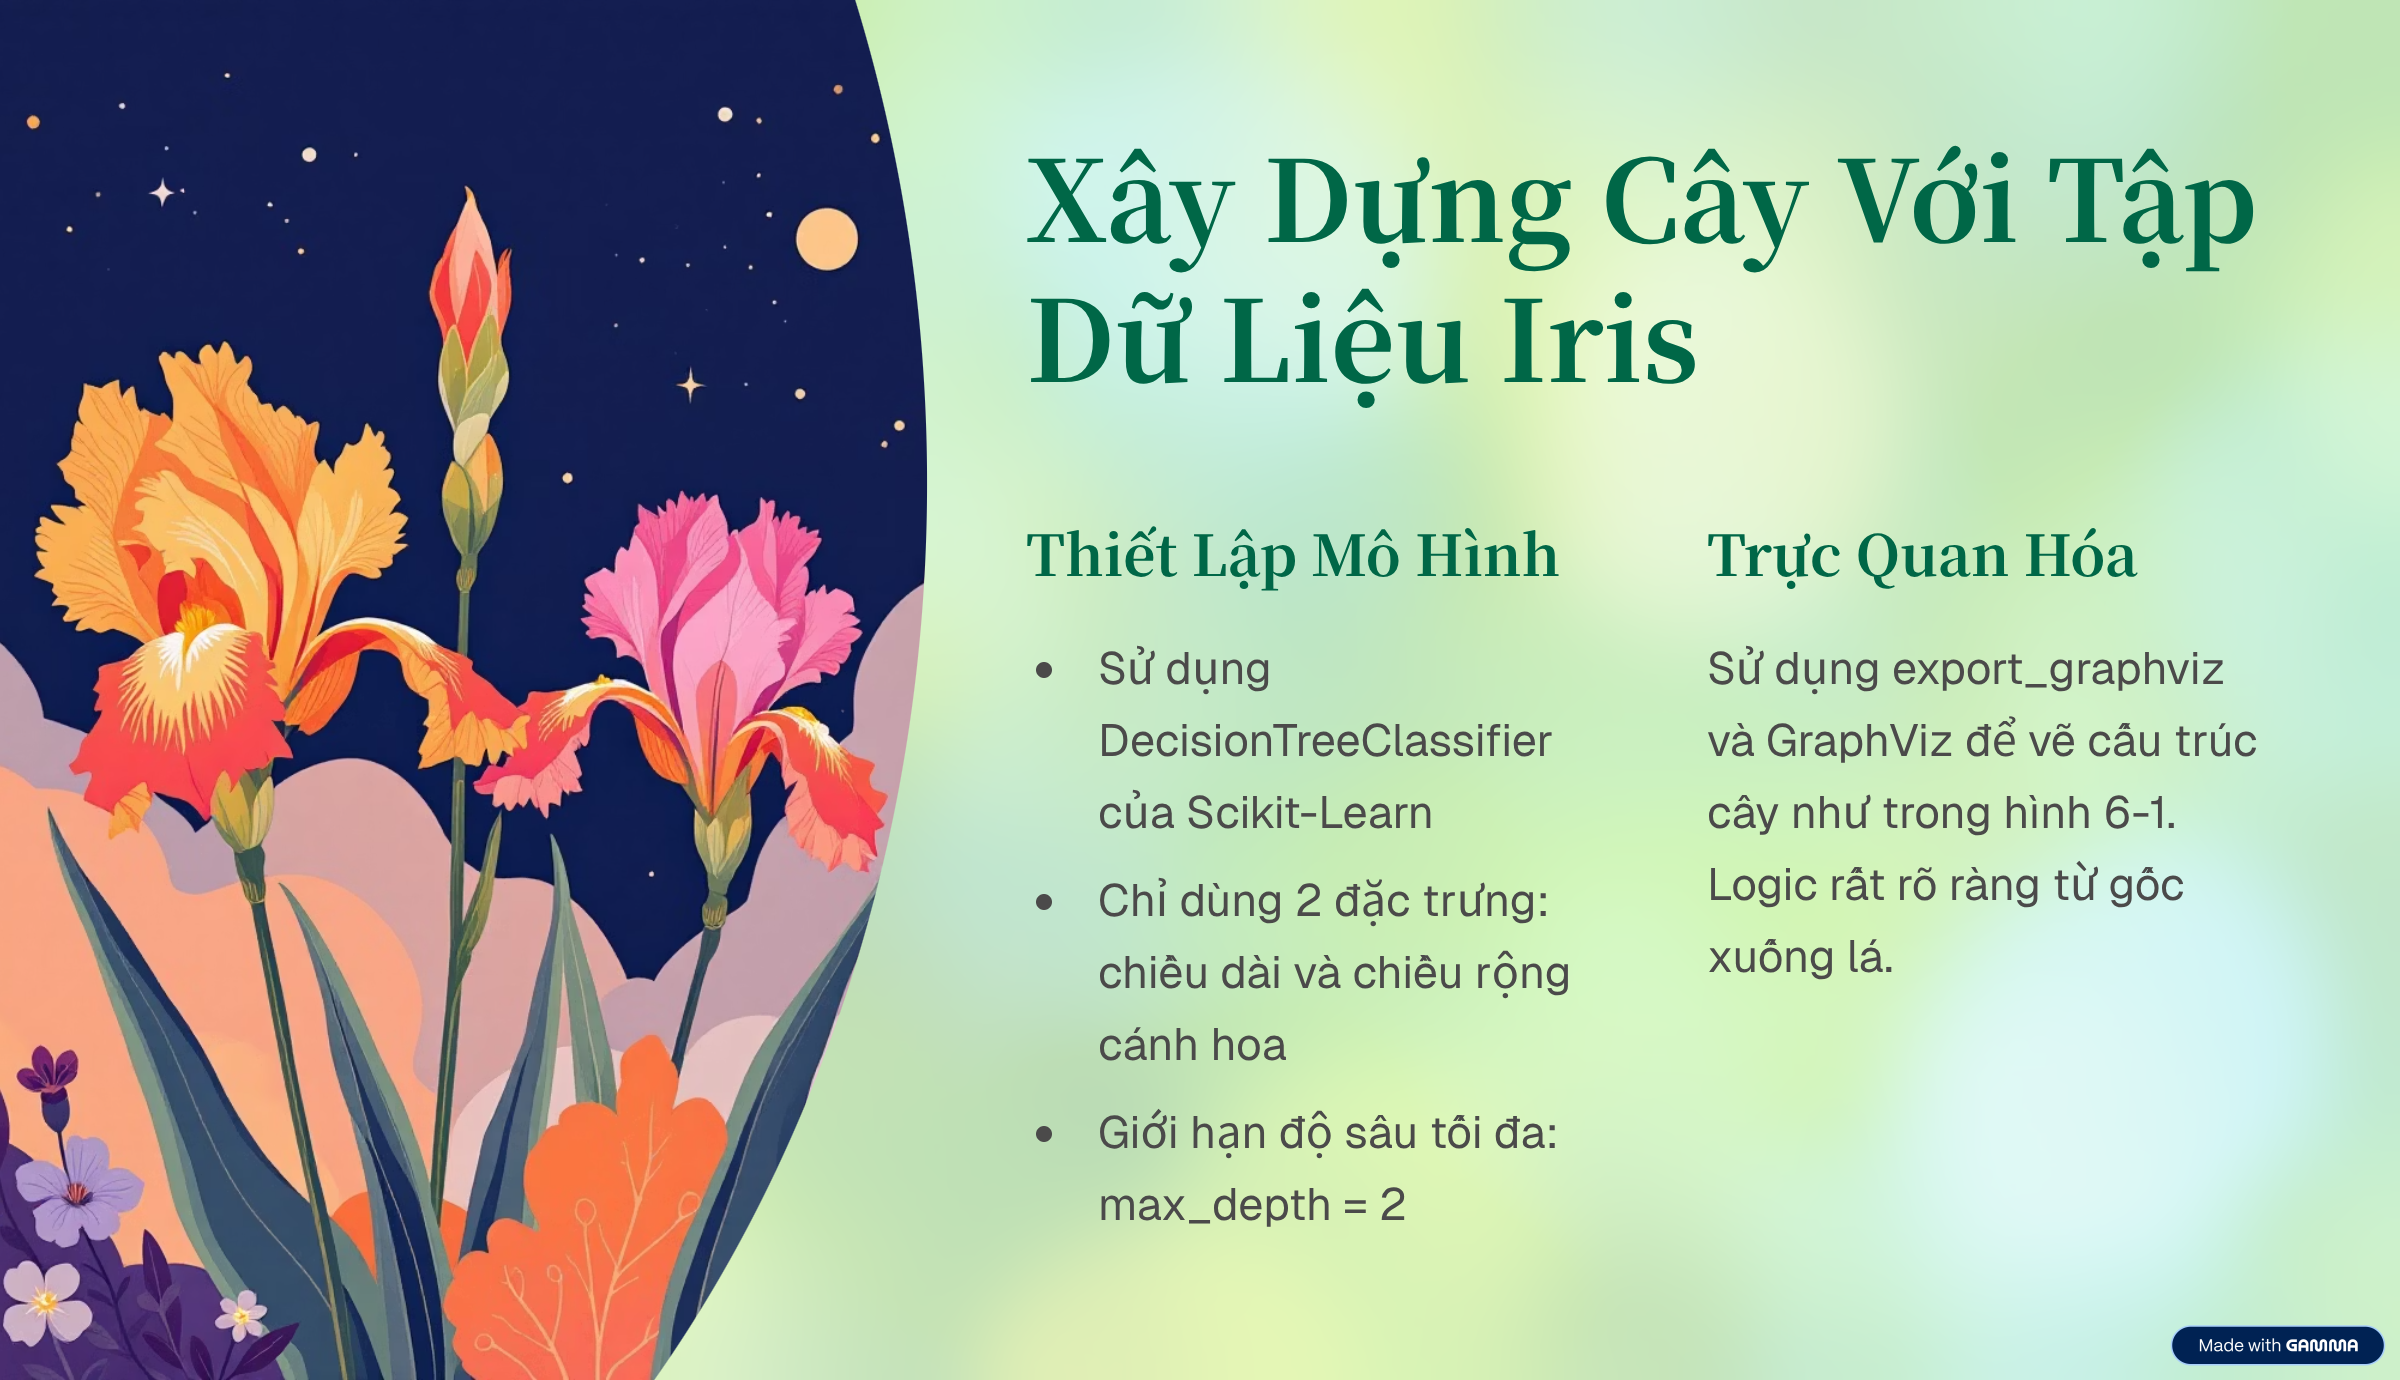 Xây Dựng Cây Với Tập
Dữ Liệu Iris
Thiết Lập Mô Hình
• Sử dụng
DecisionTreeClassifier
của Scikit-Learn
• Chỉ dùng 2 đặc trưng:
chiều dài và chiều rộng
cánh hoa
• Giới hạn độ sâu tối đa:
max_depth = 2
Trực Quan Hóa
Sử dụng export_graphviz
và GraphViz để vẽ cấu trúc
cây như trong hình 6-1.
Logic rất rõ ràng từ gốc
xuống lá.
Made with GAMMA